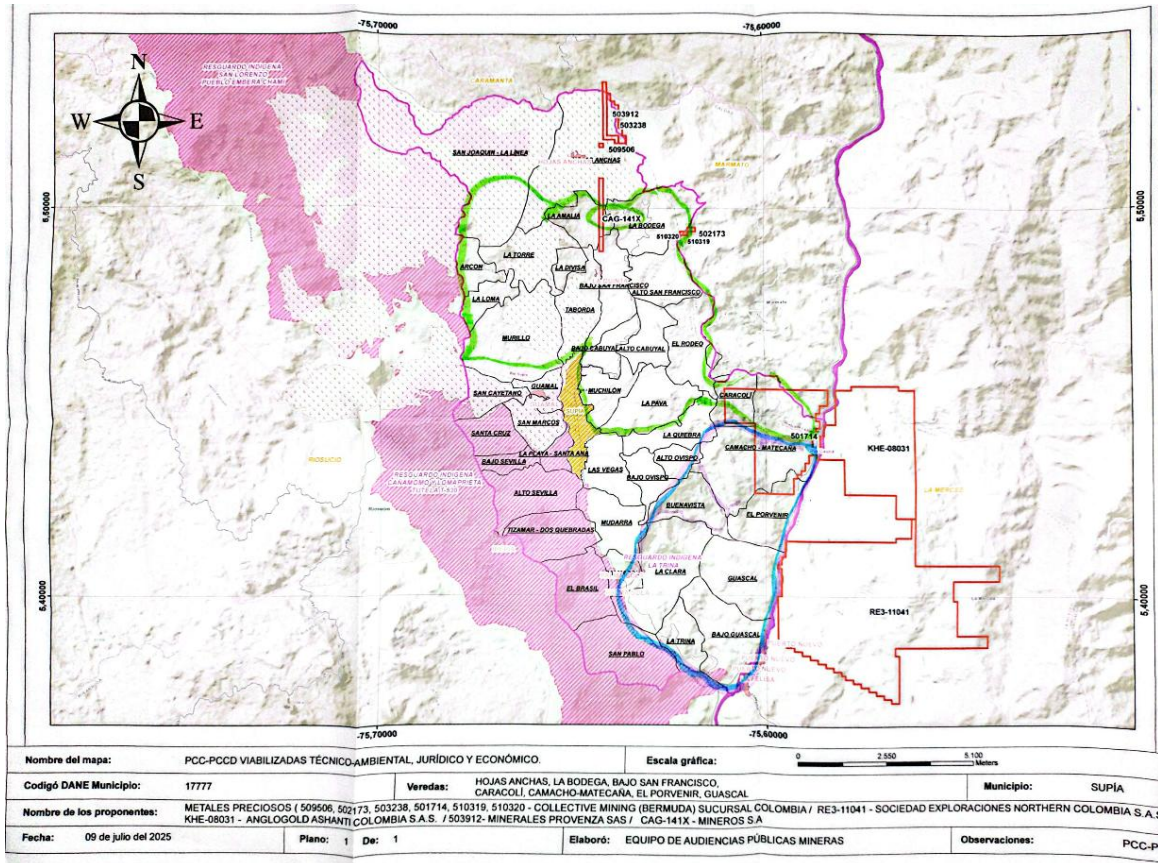 -75,70000
-75,60000
N
W
E
S
RESGUARDO INDIGENA
SAN LORENZO
PUEBLO EMBERA CHAMI
CARAMANTA
503912
503238
509506
SAN JOAQUIN - LA LÍNEA
HOJAS ANCHAS
MARMATO
5,50000
5,50000
LA AMALIA
CAG-141X
LA BODEGA
510320
502173
510319
ARCON
LA TORRE
LA DIVISA
BAJO SAN FRANCISCO
ALTO SAN FRANCISCO
LA LOMA
TABORDA
MURILLO
BAJO CABUYAL
ALTO CABUYAL
EL RODEO
SAN CAYETANO
GUAMAL
MUCHILÓN
LA PAVA
CARACOLÍ
SUPÍA
SAN MARCOS
SANTA CRUZ
LA QUIEBRA
501714
CAMACHO - MATECAÑA
KHE-08031
LA PLAYA - SANTA ANA
BAJO SEVILLA
LAS VEGAS
ALTO OVISPO
BAJO OVISPO
RIOSUCIO
RESGUARDO INDIGENA
CAÑAMOMO Y LOMAPRIETA
LA MERCED
ALTO SEVILLA
BUENAVISTA
EL PORVENIR
MUDARRA
TIZAMAR - DOS QUEBRADAS
RESGUARDO INDIGENA
LA TRINA
LA CLARA
GUASCAL
EL BRASIL
5,40000
5,40000
RE3-11041
LA TRINA
BAJO GUASCAL
SAN PABLO
-75,70000
-75,60000
Nombre del mapa: PCC-PCCD VIABILIZADAS TÉCNICO-AMBIENTAL, JURÍDICO Y ECONÓMICO. Escala gráfica: 0 2.550 5.100 Meters
Codigó DANE Municipio: 17777 Veredas: HOJAS ANCHAS, LA BODEGA, BAJO SAN FRANCISCO, CARACOLÍ, CAMACHO-MATECAÑA, EL PORVENIR, GUASCAL Municipio: SUPÍA
Nombre de los proponentes: METALES PRECIOSOS ( 509506, 502173, 503238, 501714, 510319, 510320 - COLLECTIVE MINING (BERMUDA) SUCURSAL COLOMBIA / RE3-11041 - SOCIEDAD EXPLORACIONES NORTHERN COLOMBIA S.A.S
KHE-08031 - ANGLOGOLD ASHANTI COLOMBIA S.A.S. / 503912- MINERALES PROVENZA SAS / CAG-141X - MINEROS S.A
Fecha: 09 de julio del 2025 Plano: 1 De: 1 Elaboró: EQUIPO DE AUDIENCIAS PÚBLICAS MINERAS Observaciones: PCC-P